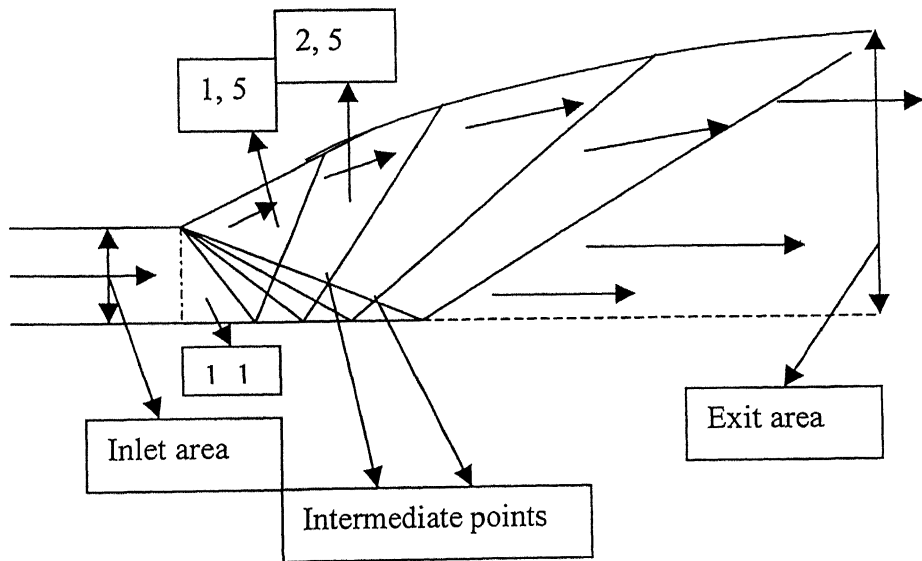 2, 5
1, 5
1 1
Inlet area
Exit area
Intermediate points